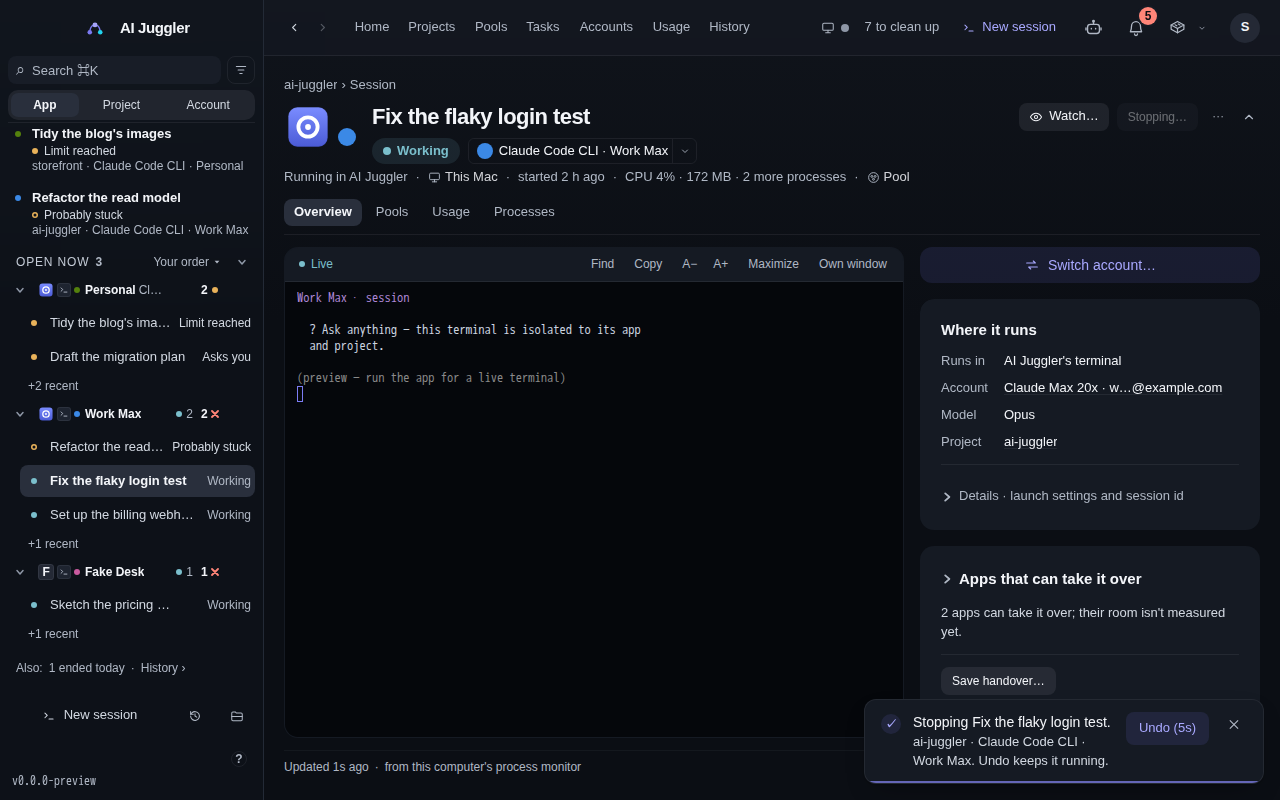 AI Juggler
Search ⌘K
App Project Account
Tidy the blog's images
Limit reached
storefront · Claude Code CLI · Personal
Refactor the read model
Probably stuck
ai-juggler · Claude Code CLI · Work Max
OPEN NOW 3 Your order
Personal Cl… 2
Tidy the blog's ima… Limit reached
Draft the migration plan Asks you
+2 recent
Work Max 2 2
Refactor the read… Probably stuck
Fix the flaky login test Working
Set up the billing webh… Working
+1 recent
F Fake Desk 1 1
Sketch the pricing … Working
+1 recent
Also: 1 ended today · History ›
New session
?
v0.0.0-preview
Home Projects Pools Tasks Accounts Usage History
7 to clean up
New session
5
S
ai-juggler › Session
Fix the flaky login test
Working
Claude Code CLI · Work Max
Watch…
Stopping…
Running in AI Juggler · This Mac · started 2 h ago · CPU 4% · 172 MB · 2 more processes · Pool
Overview Pools Usage Processes
Live Find Copy A− A+ Maximize Own window
Work Max · session
? Ask anything — this terminal is isolated to its app
and project.
(preview — run the app for a live terminal)
Updated 1s ago · from this computer's process monitor
Switch account…
Where it runs
Runs in AI Juggler's terminal
Account Claude Max 20x · w…@example.com
Model Opus
Project ai-juggler
Details · launch settings and session id
Apps that can take it over
2 apps can take it over; their room isn't measured
yet.
Save handover…
Stopping Fix the flaky login test.
ai-juggler · Claude Code CLI ·
Work Max. Undo keeps it running.
Undo (5s)